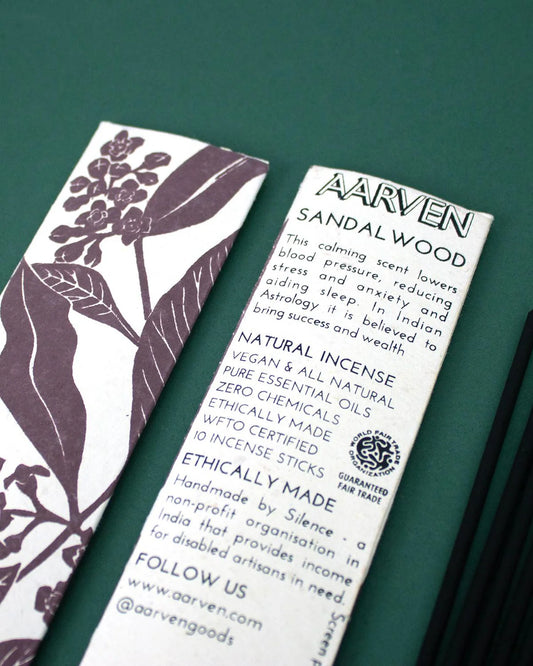 AARVEN
SANDALWOOD
This calming scent lowers
blood pressure, reducing
stress and anxiety and
aiding sleep. In Indian
Astrology it is believed to
bring success and wealth
NATURAL INCENSE
VEGAN & ALL NATURAL
PURE ESSENTIAL OILS
ZERO CHEMICALS
ETHICALLY MADE
WFTO CERTIFIED
10 INCENSE STICKS
WORLD FAIR TRADE
ORGANIZATION
GUARANTEED
FAIR TRADE
ETHICALLY MADE
Handmade by Silence - a
non-profit organisation in
India that provides income
for disabled artisans in need.
FOLLOW US
www.aarven.com
@aarvengoods
Screen